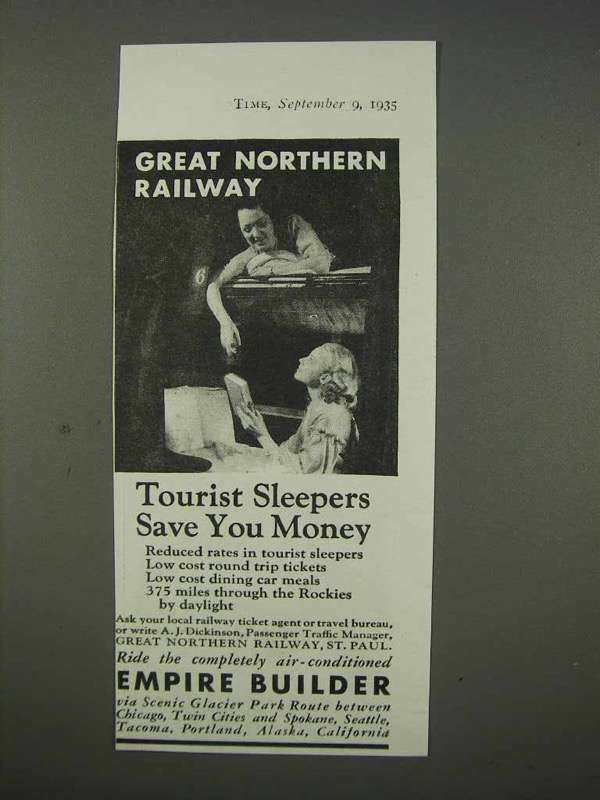 TIME, September 9, 1935
GREAT NORTHERN
RAILWAY
6
Tourist Sleepers
Save You Money
Reduced rates in tourist sleepers
Low cost round trip tickets
Low cost dining car meals
375 miles through the Rockies
by daylight
Ask your local railway ticket agent or travel bureau,
or write A. J. Dickinson, Passenger Traffic Manager,
GREAT NORTHERN RAILWAY, ST. PAUL.
Ride the completely air-conditioned
EMPIRE BUILDER
via Scenic Glacier Park Route between
Chicago, Twin Cities and Spokane, Seattle,
Tacoma, Portland, Alaska, California